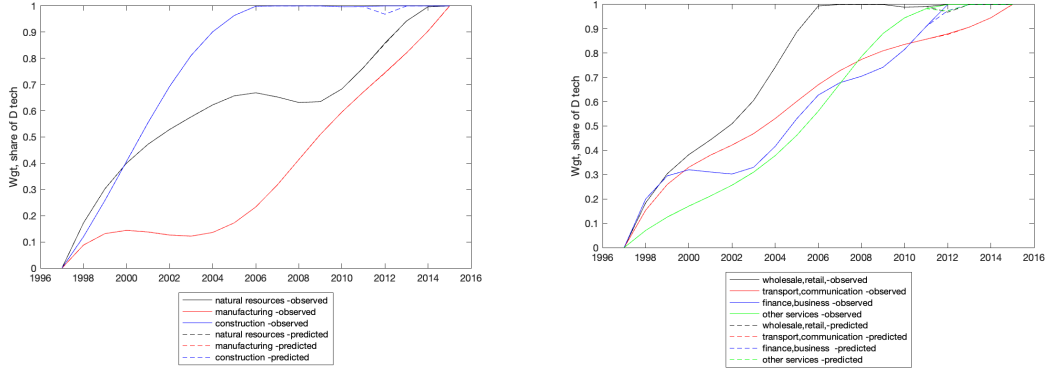 Wgt, share of D tech
1
0.9
0.8
0.7
0.6
0.5
0.4
0.3
0.2
0.1
0
1996 1998 2000 2002 2004 2006 2008 2010 2012 2014 2016
natural resources -observed
manufacturing -observed
construction -observed
natural resources -predicted
manufacturing -predicted
construction -predicted
Wgt, share of D tech
1
0.9
0.8
0.7
0.6
0.5
0.4
0.3
0.2
0.1
0
1996 1998 2000 2002 2004 2006 2008 2010 2012 2014 2016
wholesale,retail,-observed
transport,communication -observed
finance,business -observed
other services -observed
wholesale,retail,-predicted
transport,communication -predicted
finance,business -predicted
other services -predicted